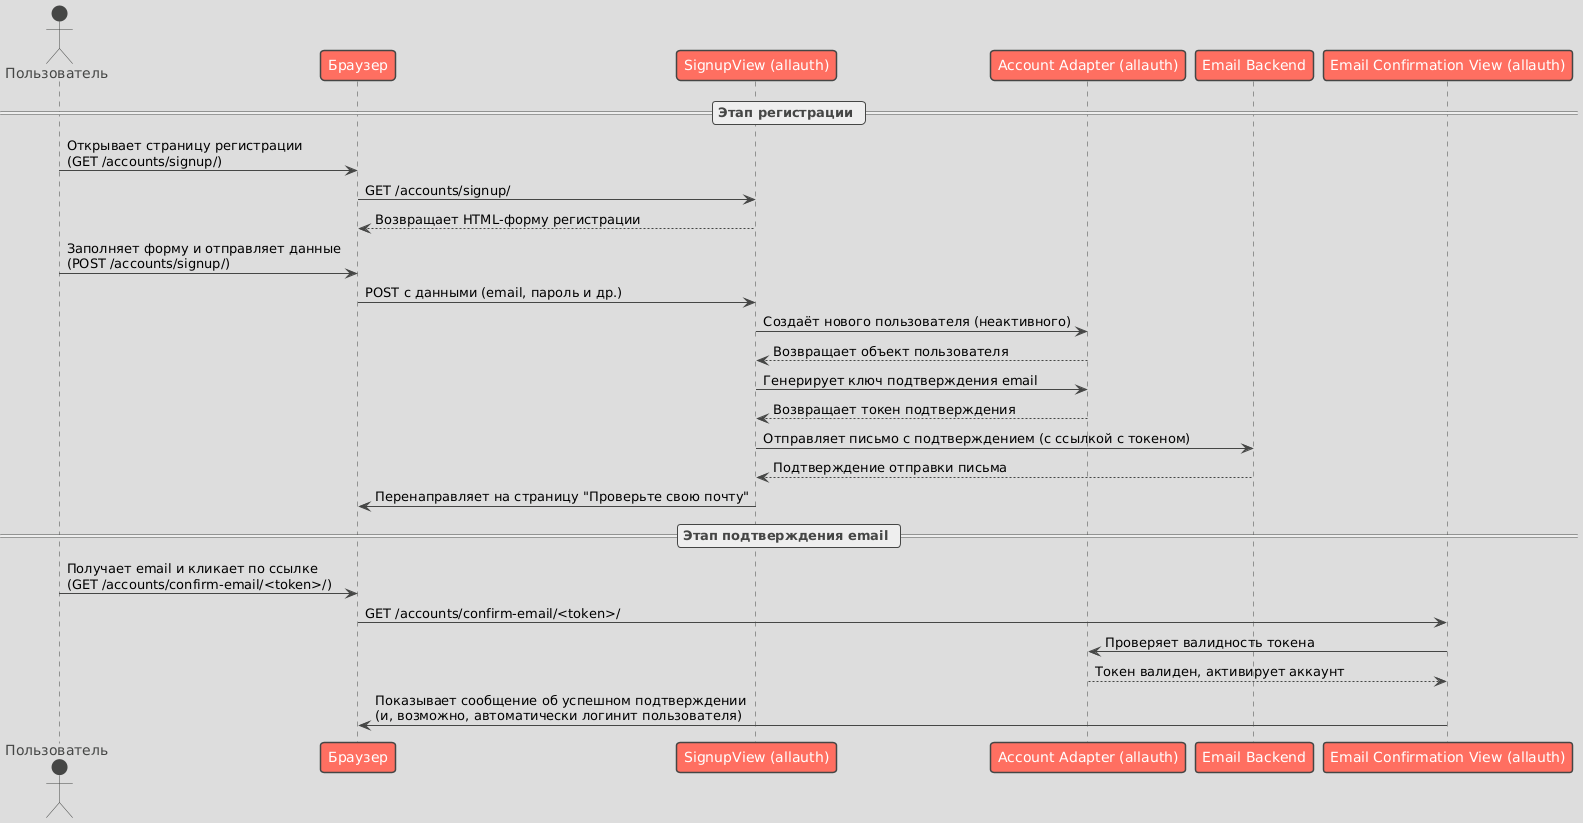 Пользователь
Браузер
SignupView (allauth)
Account Adapter (allauth)
Email Backend
Email Confirmation View (allauth)
Этап регистрации
Открывает страницу регистрации
(GET /accounts/signup/)
GET /accounts/signup/
Возвращает HTML-форму регистрации
Заполняет форму и отправляет данные
(POST /accounts/signup/)
POST с данными (email, пароль и др.)
Создаёт нового пользователя (неактивного)
Возвращает объект пользователя
Генерирует ключ подтверждения email
Возвращает токен подтверждения
Отправляет письмо с подтверждением (с ссылкой с токеном)
Подтверждение отправки письма
Перенаправляет на страницу "Проверьте свою почту"
Этап подтверждения email
Получает email и кликает по ссылке
(GET /accounts/confirm-email/<token>/)
GET /accounts/confirm-email/<token>/
Проверяет валидность токена
Токен валиден, активирует аккаунт
Показывает сообщение об успешном подтверждении
(и, возможно, автоматически логинит пользователя)
Пользователь
Браузер
SignupView (allauth)
Account Adapter (allauth)
Email Backend
Email Confirmation View (allauth)